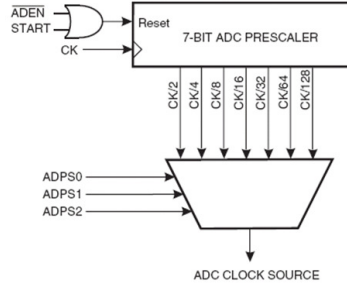 ADEN
START
Reset
7-BIT ADC PRESCALER
CK
CK/2
CK/4
CK/8
CK/16
CK/32
CK/64
CK/128
ADPS0
ADPS1
ADPS2
ADC CLOCK SOURCE